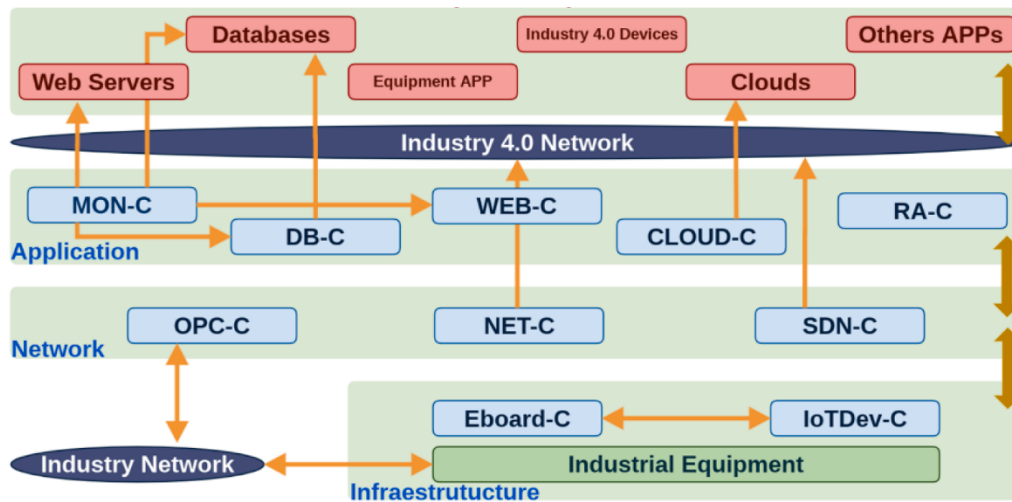 Databases
Industry 4.0 Devices
Others APPs
Web Servers
Equipment APP
Clouds
Industry 4.0 Network
MON-C
WEB-C
RA-C
DB-C
CLOUD-C
Application
OPC-C
NET-C
SDN-C
Network
Eboard-C
IoTDev-C
Industry Network
Industrial Equipment
Infraestrutucture